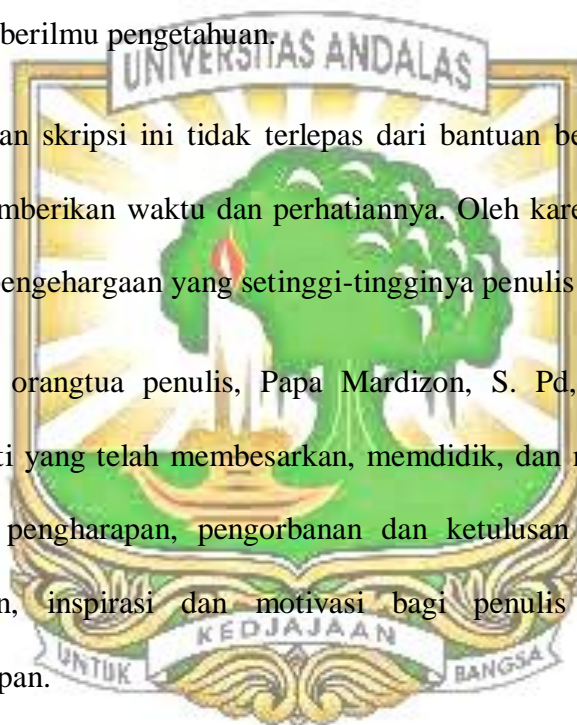 berilmu pengetahuan.
UNIVERSITAS ANDALAS
an skripsi ini tidak terlepas dari bantuan be
mberikan waktu dan perhatiannya. Oleh kare
pengehargaan yang setinggi-tingginya penulis
orangtua penulis, Papa Mardizon, S. Pd,
ti yang telah membesarkan, memdidik, dan m
pengharapan, pengorbanan dan ketulusan
n, inspirasi dan motivasi bagi penulis
KEDJAJAAN
UNTUK BANGSA
pan.